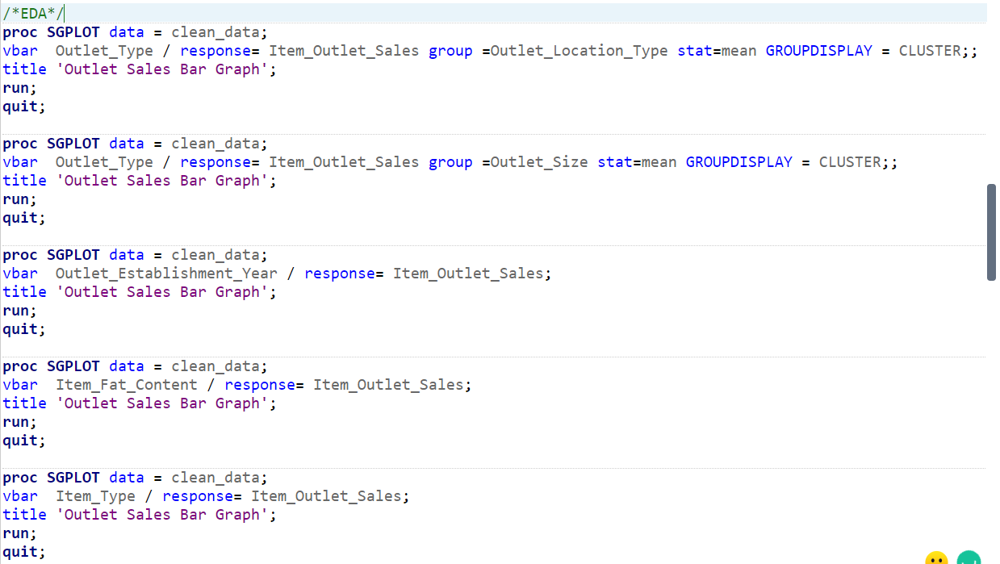 /*EDA*/
proc SGPLOT data = clean_data;
vbar  Outlet_Type / response= Item_Outlet_Sales group =Outlet_Location_Type stat=mean GROUPDISPLAY = CLUSTER;;
title 'Outlet Sales Bar Graph';
run;
quit;

proc SGPLOT data = clean_data;
vbar  Outlet_Type / response= Item_Outlet_Sales group =Outlet_Size stat=mean GROUPDISPLAY = CLUSTER;;
title 'Outlet Sales Bar Graph';
run;
quit;

proc SGPLOT data = clean_data;
vbar  Outlet_Establishment_Year / response= Item_Outlet_Sales;
title 'Outlet Sales Bar Graph';
run;
quit;

proc SGPLOT data = clean_data;
vbar  Item_Fat_Content / response= Item_Outlet_Sales;
title 'Outlet Sales Bar Graph';
run;
quit;

proc SGPLOT data = clean_data;
vbar  Item_Type / response= Item_Outlet_Sales;
title 'Outlet Sales Bar Graph';
run;
quit;